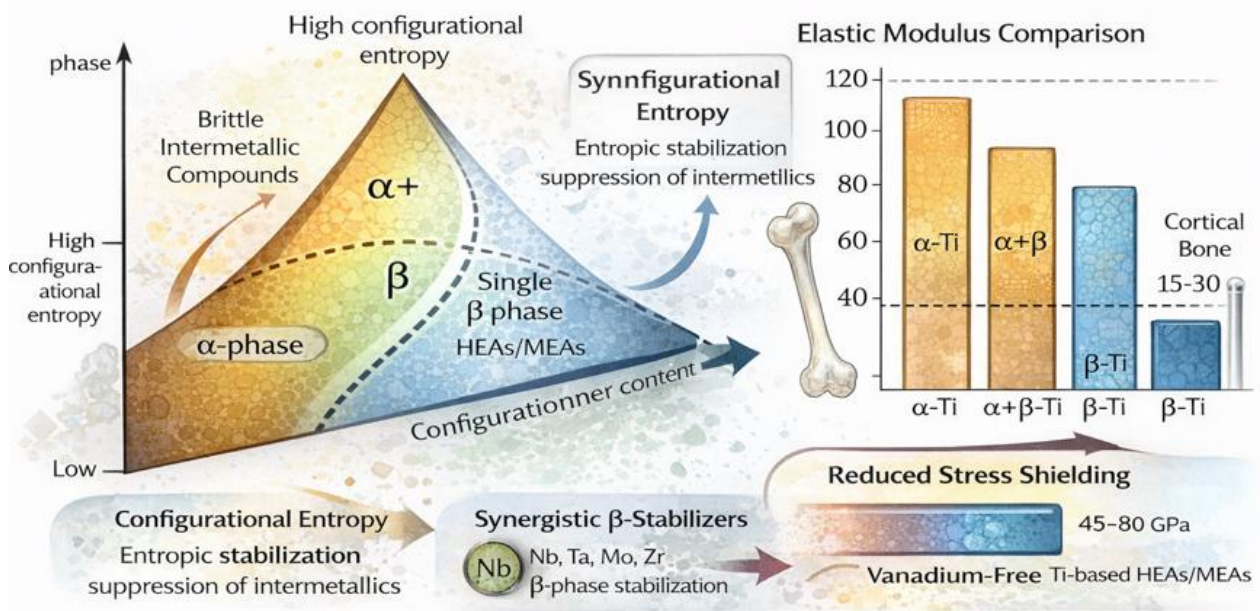 High configurational
entropy
phase
Brittle
Intermetallic
Compounds
α+
β
α-phase
Single
β phase
HEAs/MEAs
High
configura-
ational
entropy
Low
Configurationner content
Synnfigurational
Entropy
Entropic stabilization
suppression of intermetilics
Elastic Modulus Comparison
120
100
80
60
40
α-Ti
α+β
β-Ti
Cortical
Bone
15-30
α-Ti
α+β-Ti
β-Ti
β-Ti
Configurational Entropy
Entropic stabilization
suppression of intermetallics
Synergistic β-Stabilizers
Nb
Nb, Ta, Mo, Zr
β-phase stabilization
Reduced Stress Shielding
45–80 GPa
Vanadium-Free Ti-based HEAs/MEAs